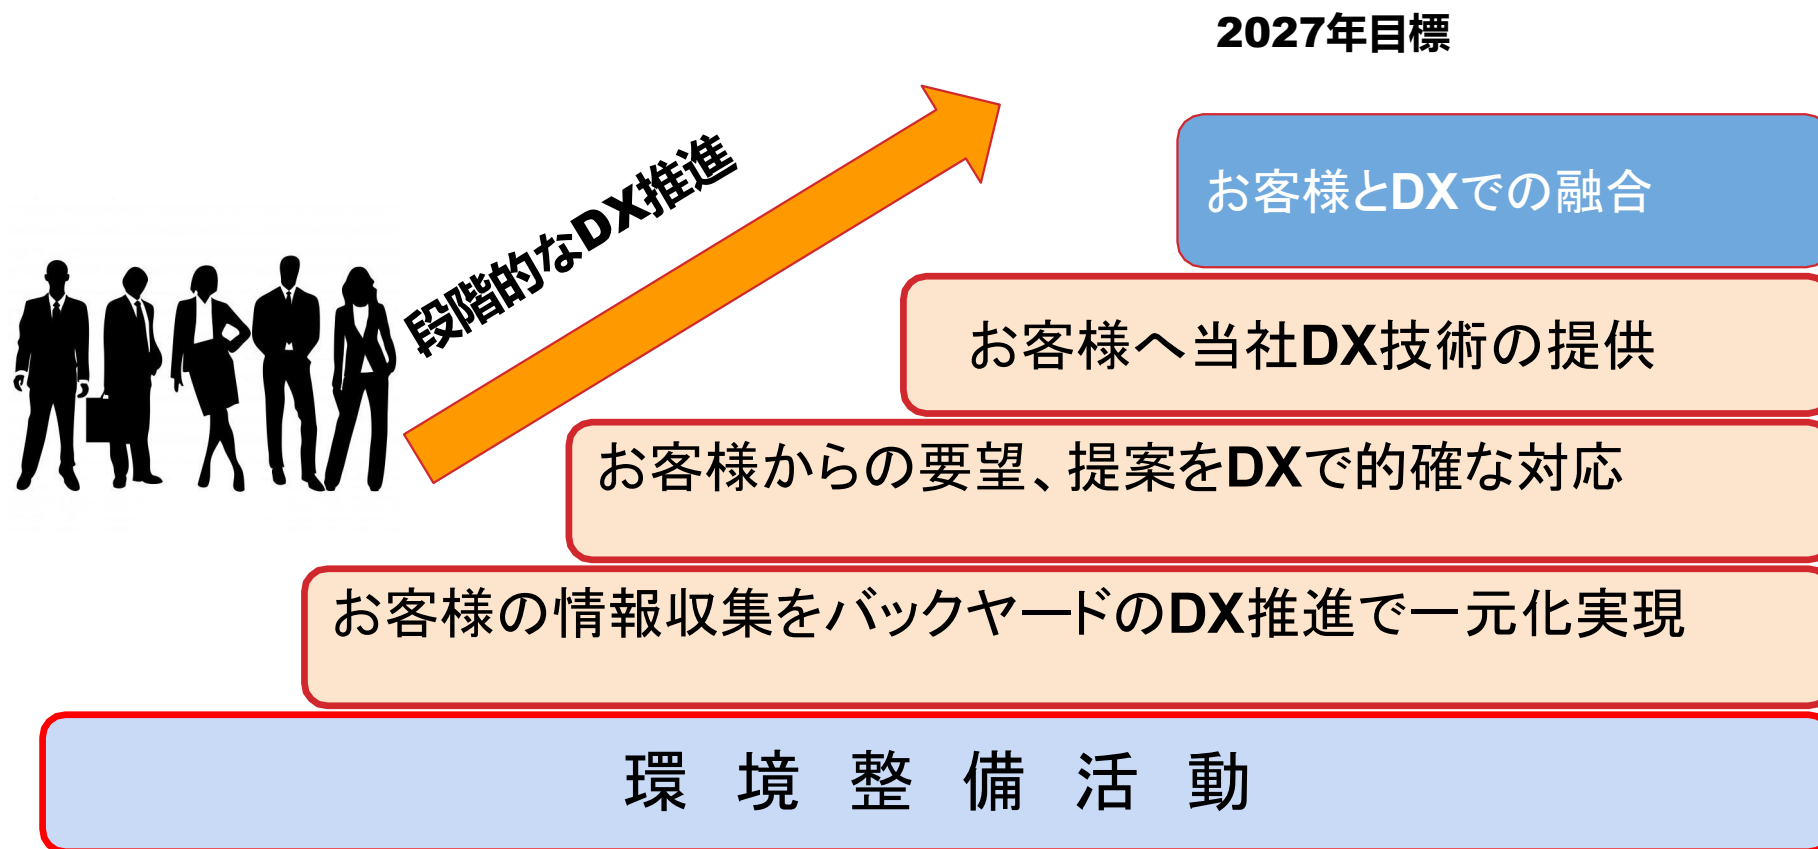 2027年目標
段階的なDX推進
お客様とDXでの融合
お客様へ当社DX技術の提供
お客様からの要望、提案をDXで的確な対応
お客様の情報収集をバックヤードのDX推進で一元化実現
環 境 整 備 活 動